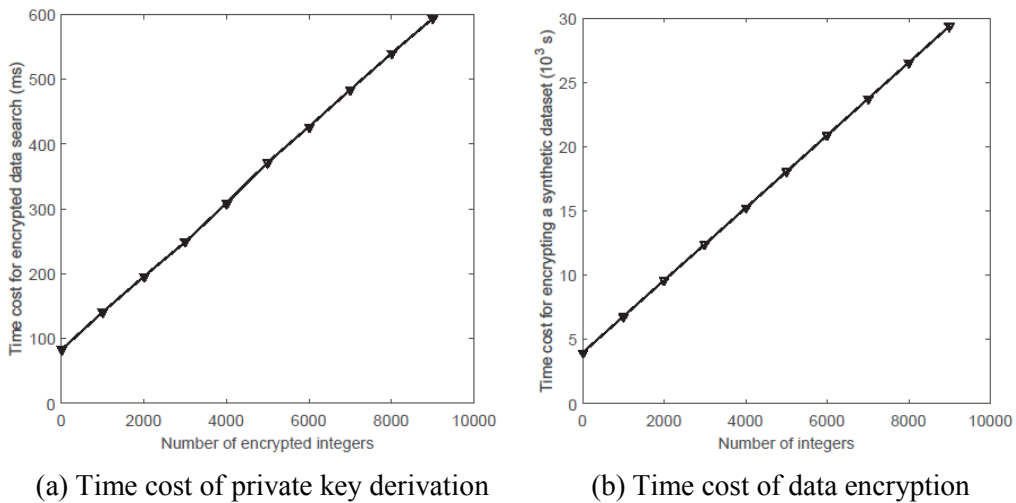 600
500
400
300
200
100
0
Time cost for encrypted data search (ms)
0 2000 4000 6000 8000 10000
Number of encrypted integers
(a) Time cost of private key derivation
30
25
20
15
10
5
0
Time cost for encrypting a synthetic dataset (10³ s)
0 2000 4000 6000 8000 10000
Number of integers
(b) Time cost of data encryption